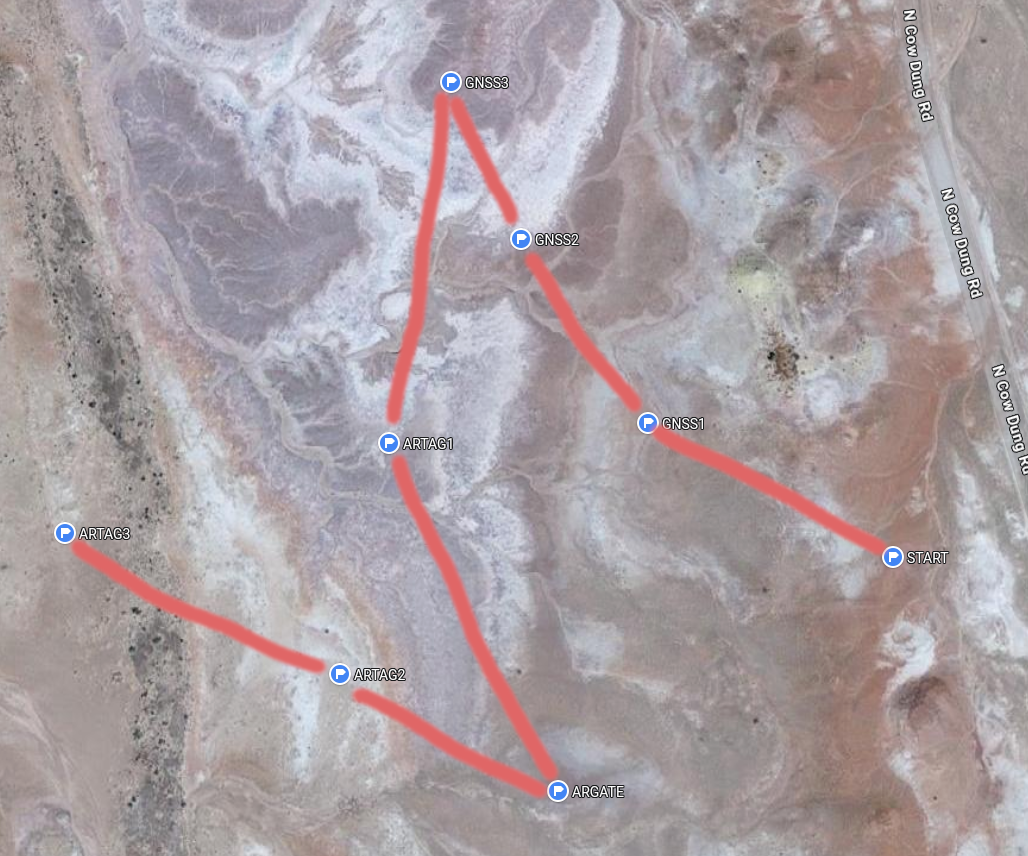 N Cow Dung Rd
GNSS3
N Cow Dung Rd
GNSS2
N Cow Dung Rd
GNSS1
ARTAG1
ARTAG3
START
ARTAG2
ARGATE